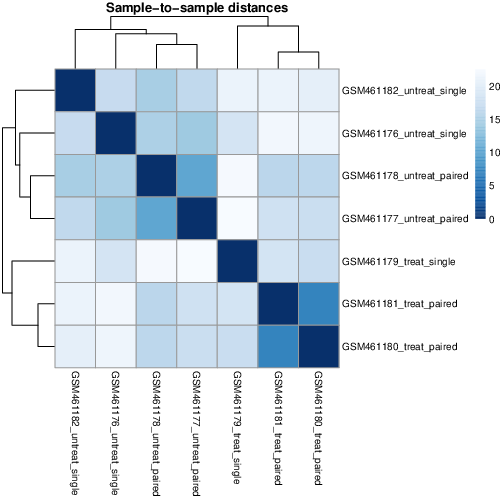 Sample-to-sample distances
GSM461182_untreat_single
GSM461176_untreat_single
GSM461178_untreat_paired
GSM461177_untreat_paired
GSM461179_treat_single
GSM461181_treat_paired
GSM461180_treat_paired
20
15
10
5
0
GSM461182_untreat_single
GSM461176_untreat_single
GSM461178_untreat_paired
GSM461177_untreat_paired
GSM461179_treat_single
GSM461181_treat_paired
GSM461180_treat_paired